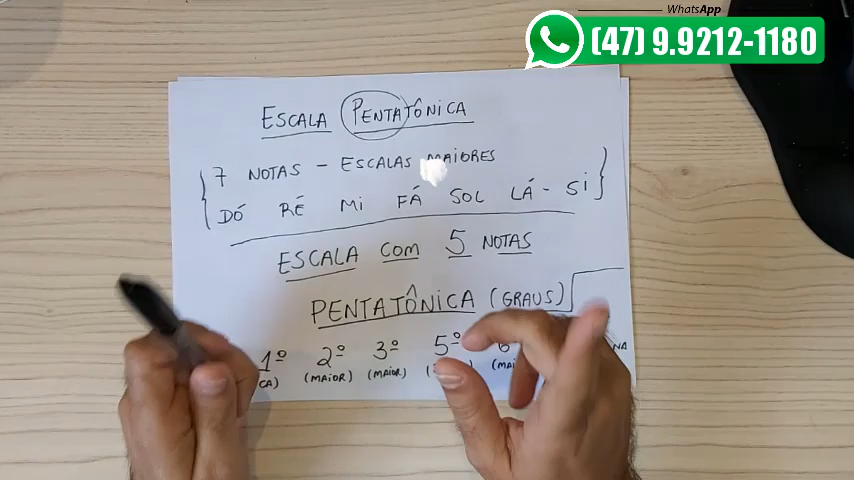 WhatsApp
(47) 9.9212-1180
ESCALA PENTATÔNICA
7 NOTAS - ESCALAS MAIORES
DÓ RÉ Mi FÁ SOL LÁ - Si
ESCALA COM 5 NOTAS
PENTATÔNICA (GRAUS)
1º 2º 3º 5º 6
(MAIOR) (MAIOR)